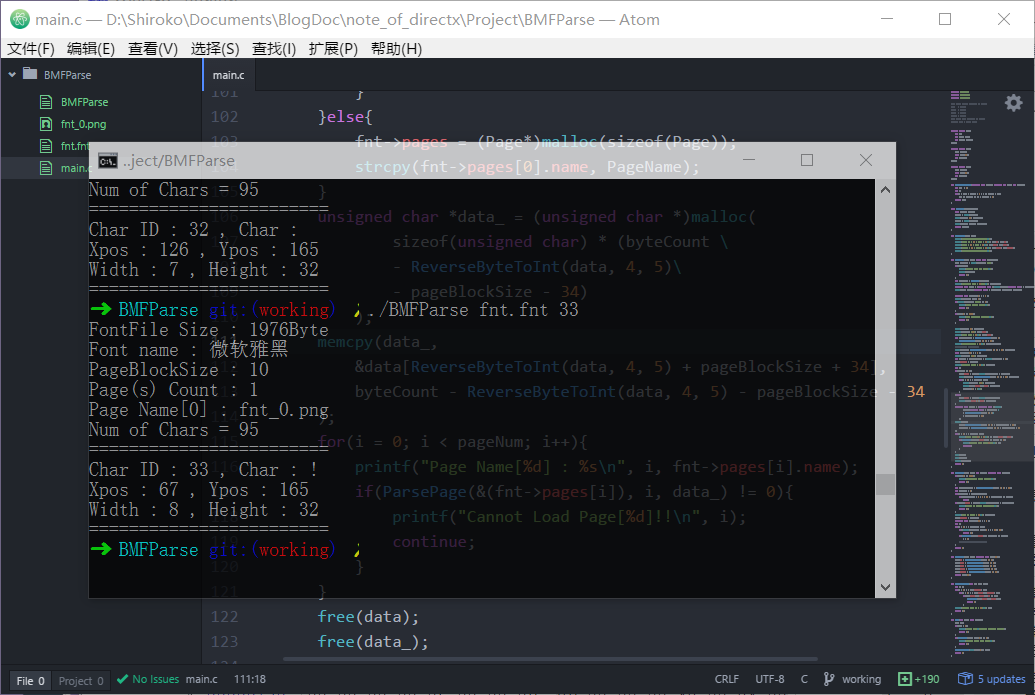 main.c — D:\Shiroko\Documents\BlogDoc\note_of_directx\Project\BMFParse — Atom
文件(F) 编辑(E) 查看(V) 选择(S) 查找(I) 扩展(P) 帮助(H)
BMFParse
BMFParse
fnt_0.png
fnt.fnt
main.c
main.c
101 }
102 }else{
103 fnt->pages = (Page*)malloc(sizeof(Page));
strcpy(fnt->pages[0].name, PageName);
}
unsigned char *data_ = (unsigned char *)malloc(
sizeof(unsigned char) * (byteCount \
- ReverseByteToInt(data, 4, 5)\
- pageBlockSize - 34)
);
memcpy(data_,
&data[ReverseByteToInt(data, 4, 5) + pageBlockSize + 34],
byteCount - ReverseByteToInt(data, 4, 5) - pageBlockSize - 34
);
for(i = 0; i < pageNum; i++){
printf("Page Name[%d] : %s\n", i, fnt->pages[i].name);
if(ParsePage(&(fnt->pages[i]), i, data_) != 0){
printf("Cannot Load Page[%d]!!\n", i);
continue;
120 }
121 }
122 free(data);
123 free(data_);
..ject/BMFParse
Num of Chars = 95
========================
Char ID : 32 , Char :
Xpos : 126 , Ypos : 165
Width : 7 , Height : 32
========================
➜ BMFParse git:(working) ./BMFParse fnt.fnt 33
FontFile Size : 1976Byte
Font name : 微软雅黑
PageBlockSize : 10
Page(s) Count : 1
Page Name[0] : fnt_0.png
Num of Chars = 95
========================
Char ID : 33 , Char : !
Xpos : 67 , Ypos : 165
Width : 8 , Height : 32
========================
➜ BMFParse git:(working)
File 0 Project 0 No Issues main.c 111:18 CRLF UTF-8 C working +190 5 updates